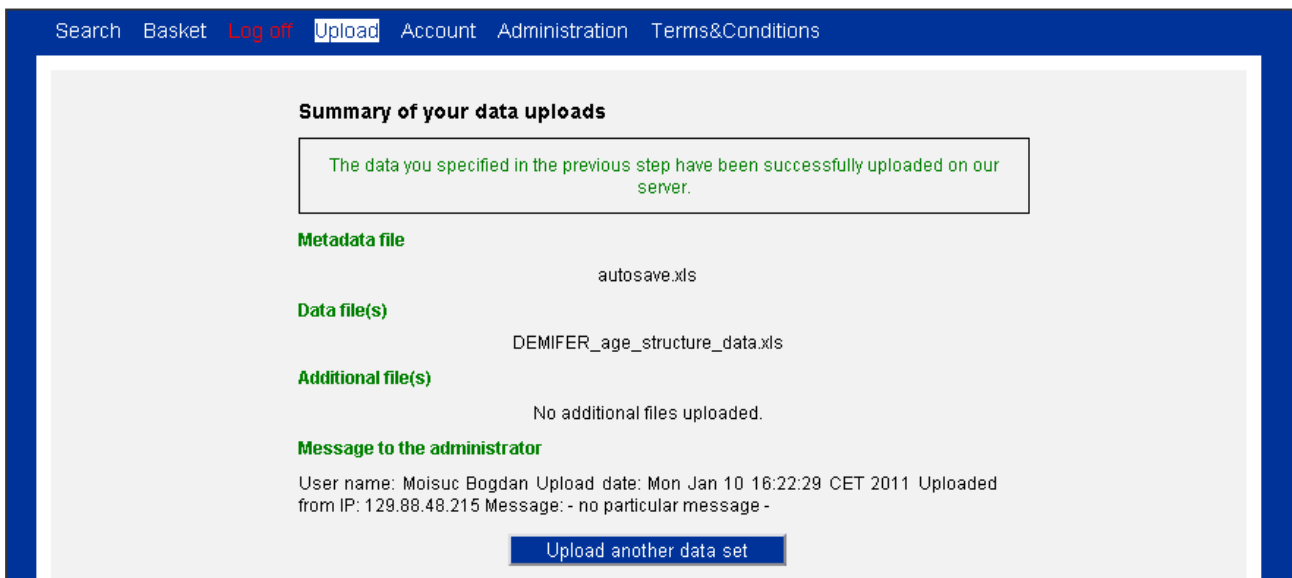 Search Basket Log off Upload Account Administration Terms&Conditions
Summary of your data uploads
The data you specified in the previous step have been successfully uploaded on our
server.
Metadata file
autosave.xls
Data file(s)
DEMIFER_age_structure_data.xls
Additional file(s)
No additional files uploaded.
Message to the administrator
User name: Moisuc Bogdan Upload date: Mon Jan 10 16:22:29 CET 2011 Uploaded
from IP: 129.88.48.215 Message: - no particular message -
Upload another data set